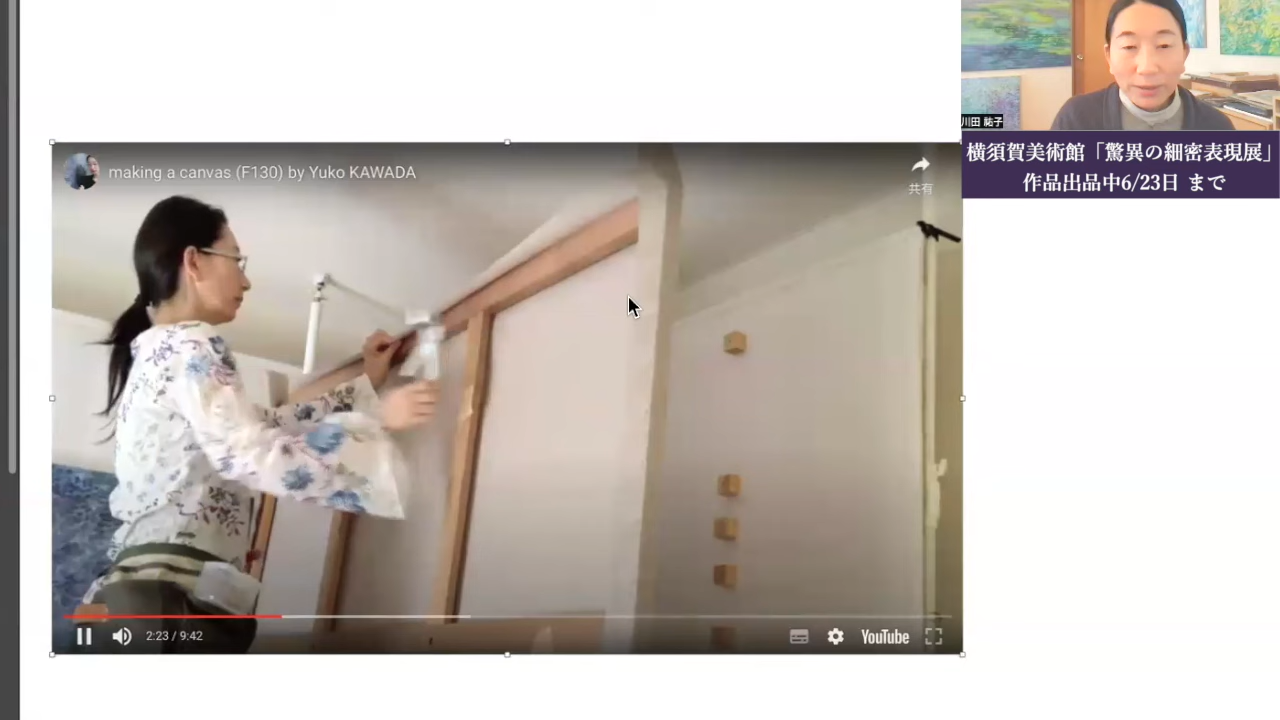 making a canvas (F130) by Yuko KAWADA
共有
川田 祐子
横須賀美術館「驚異の細密表現展」
作品出品中6/23日 まで
2:23 / 9:42
YouTube